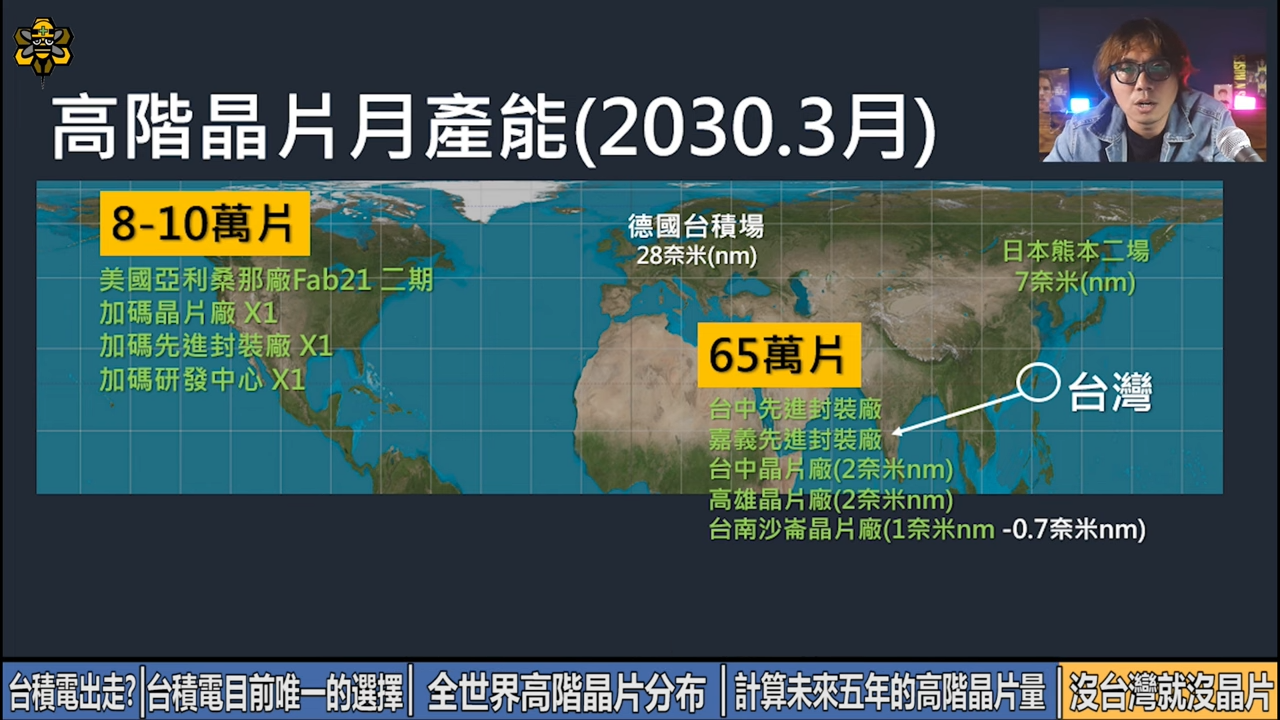 高階晶片月產能(2030.3月)
8-10萬片
美國亞利桑那廠Fab21 二期
加碼晶片廠 X1
加碼先進封裝廠 X1
加碼研發中心 X1
德國台積場
28奈米(nm)
日本熊本二場
7奈米(nm)
65萬片
台灣
台中先進封裝廠
嘉義先進封裝廠
台中晶片廠(2奈米nm)
高雄晶片廠(2奈米nm)
台南沙崙晶片廠(1奈米nm -0.7奈米nm)
台積電出走?|台積電目前唯一的選擇|全世界高階晶片分布|計算未來五年的高階晶片量|沒台灣就沒晶片